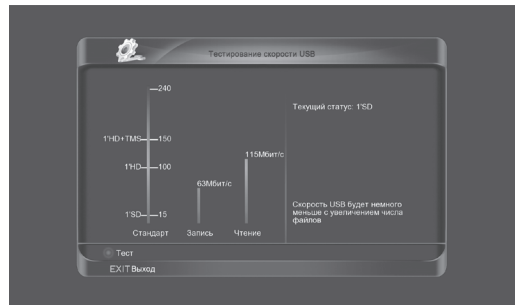 Тестирование скорости USB
240
Текущий статус: 1'SD
1'HD+TMS 150
115Мбит/с
1'HD 100
63Мбит/с
Скорость USB будет немного
меньше с увеличением числа
файлов
1'SD 15
Стандарт Запись Чтение
Тест
EXIT Выход